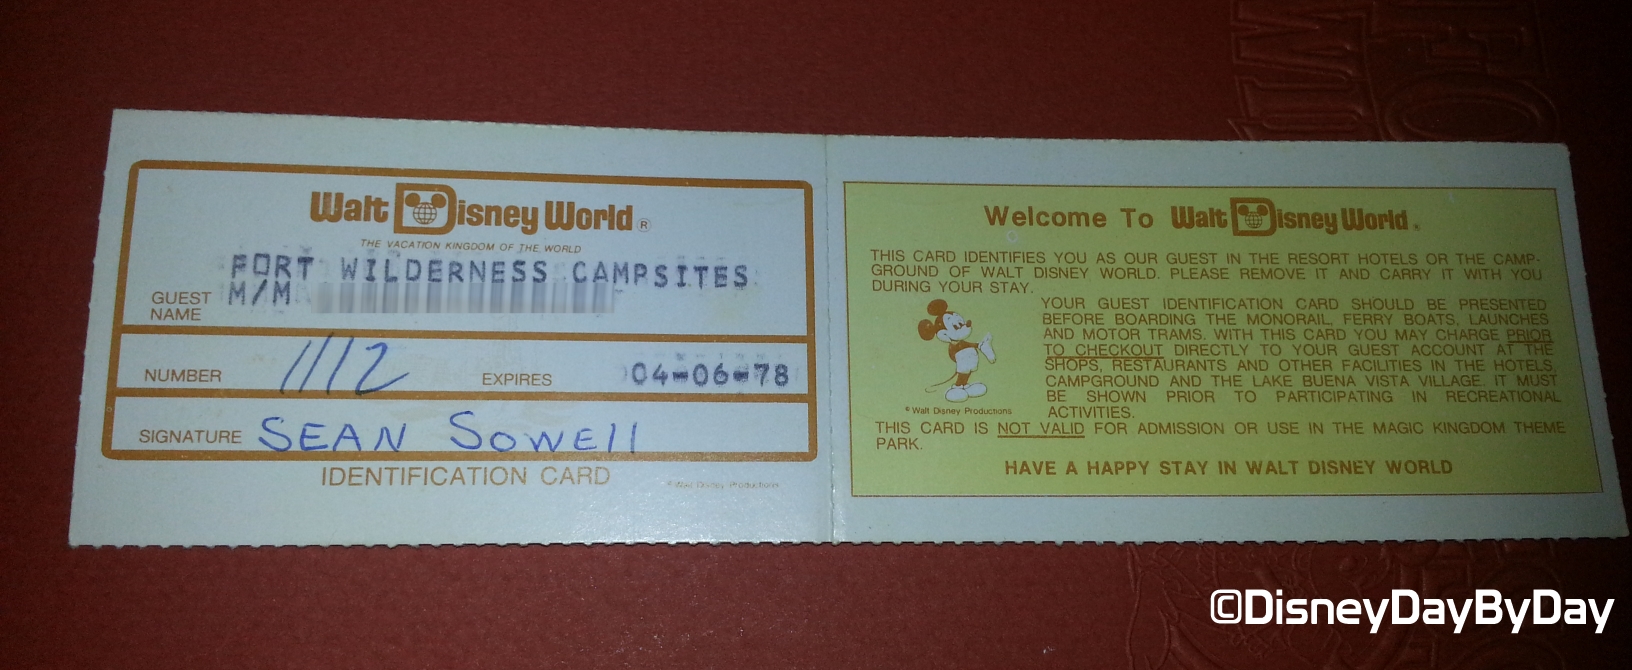 Walt Disney World®
THE VACATION KINGDOM OF THE WORLD
FORT WILDERNESS CAMPSITES
GUEST NAME M/M
NUMBER 1112 EXPIRES 04-06-78
SIGNATURE SEAN SOWEll
IDENTIFICATION CARD
© Walt Disney Productions
Welcome To Walt Disney World®
THIS CARD IDENTIFIES YOU AS OUR GUEST IN THE RESORT HOTELS OR THE CAMP-
GROUND OF WALT DISNEY WORLD. PLEASE REMOVE IT AND CARRY IT WITH YOU
DURING YOUR STAY.
YOUR GUEST IDENTIFICATION CARD SHOULD BE PRESENTED
BEFORE BOARDING THE MONORAIL, FERRY BOATS, LAUNCHES
AND MOTOR TRAMS. WITH THIS CARD YOU MAY CHARGE PRIOR
TO CHECKOUT DIRECTLY TO YOUR GUEST ACCOUNT AT THE
SHOPS, RESTAURANTS AND OTHER FACILITIES IN THE HOTELS,
CAMPGROUND AND THE LAKE BUENA VISTA VILLAGE. IT MUST
BE SHOWN PRIOR TO PARTICIPATING IN RECREATIONAL
ACTIVITIES.
© Walt Disney Productions
THIS CARD IS NOT VALID FOR ADMISSION OR USE IN THE MAGIC KINGDOM THEME
PARK.
HAVE A HAPPY STAY IN WALT DISNEY WORLD
©DisneyDayByDay